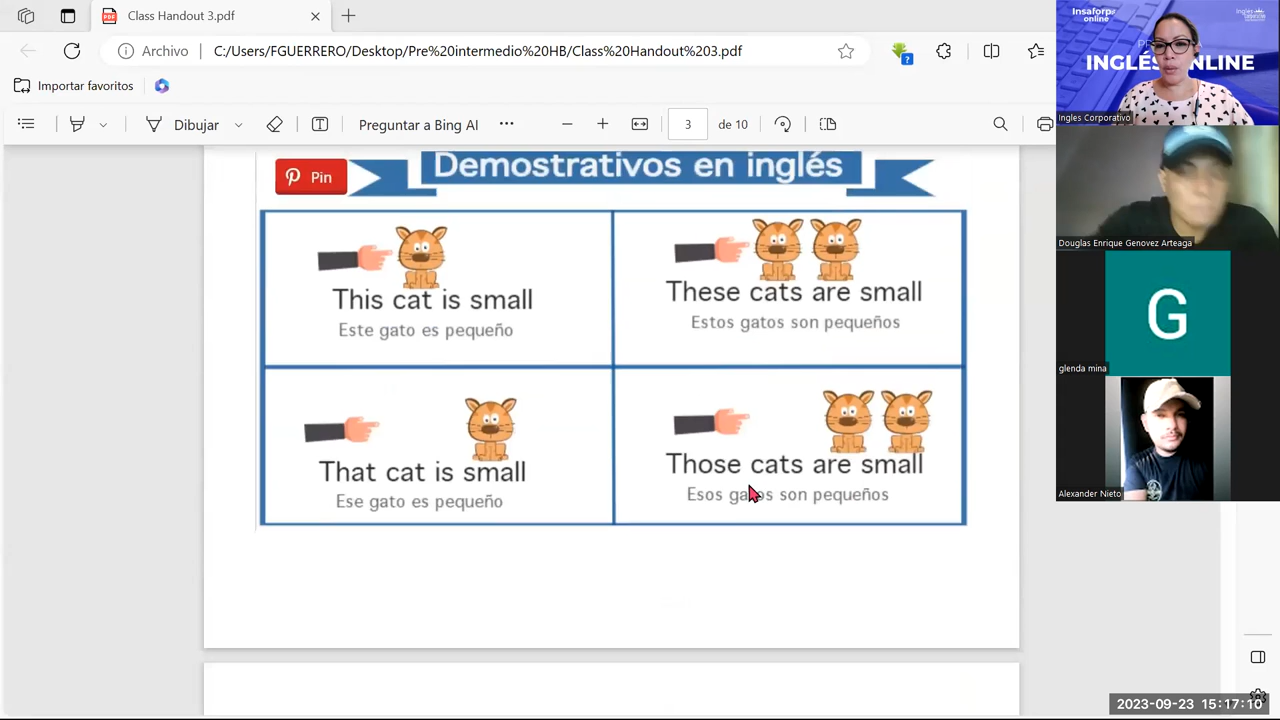 Class Handout 3.pdf
Archivo
C:/Users/FGUERRERO/Desktop/Pre%20intermedio%20HB/Class%20Handout%203.pdf
Importar favoritos
Dibujar
Preguntar a Bing AI
3
de 10
Pin
Demostrativos en inglés
This cat is small
Este gato es pequeño
These cats are small
Estos gatos son pequeños
That cat is small
Ese gato es pequeño
Those cats are small
Esos gatos son pequeños
Insaforp
online
INGLÉS ONLINE
Ingles Corporativo
Douglas Enrique Genovez Arteaga
G
glenda mina
Alexander Nieto
2023-09-23 15:17:10